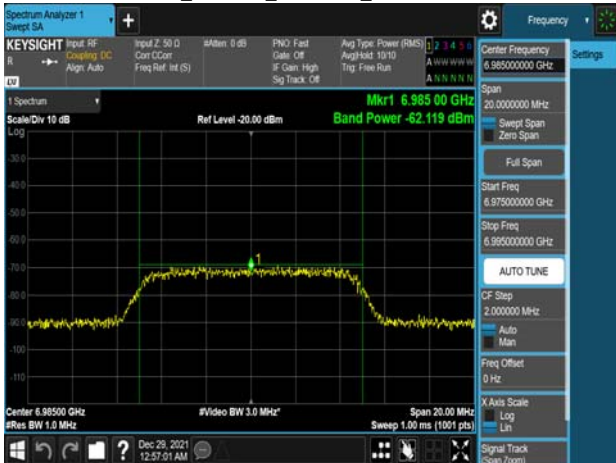 Spectrum Analyzer 1
Swept SA
+
Frequency
KEYSIGHT
R
LXI
Input: RF
Coupling: DC
Align: Auto
Input Z: 50 Ω
Corr CCorr
Freq Ref: Int (S)
#Atten: 0 dB
PNO: Fast
Gate: Off
IF Gain: High
Sig Track: Off
Avg Type: Power (RMS)
Avg|Hold: 10/10
Trig: Free Run
1 2 3 4 5 6
A W W W W W
A N N N N N
1 Spectrum
Scale/Div 10 dB
Log
Ref Level -20.00 dBm
Mkr1 6.985 00 GHz
Band Power -62.119 dBm
-30.0
-40.0
-50.0
-60.0
-70.0
-80.0
-90.0
-100
-110
1
Center 6.98500 GHz
#Res BW 1.0 MHz
#Video BW 3.0 MHz*
Span 20.00 MHz
Sweep 1.00 ms (1001 pts)
Center Frequency
6.985000000 GHz
Settings
Span
20.0000000 MHz
Swept Span
Zero Span
Full Span
Start Freq
6.975000000 GHz
Stop Freq
6.995000000 GHz
AUTO TUNE
CF Step
2.000000 MHz
Auto
Man
Freq Offset
0 Hz
X Axis Scale
Log
Lin
Signal Track
(Span Zoom)
?
Dec 29, 2021
12:57:01 AM